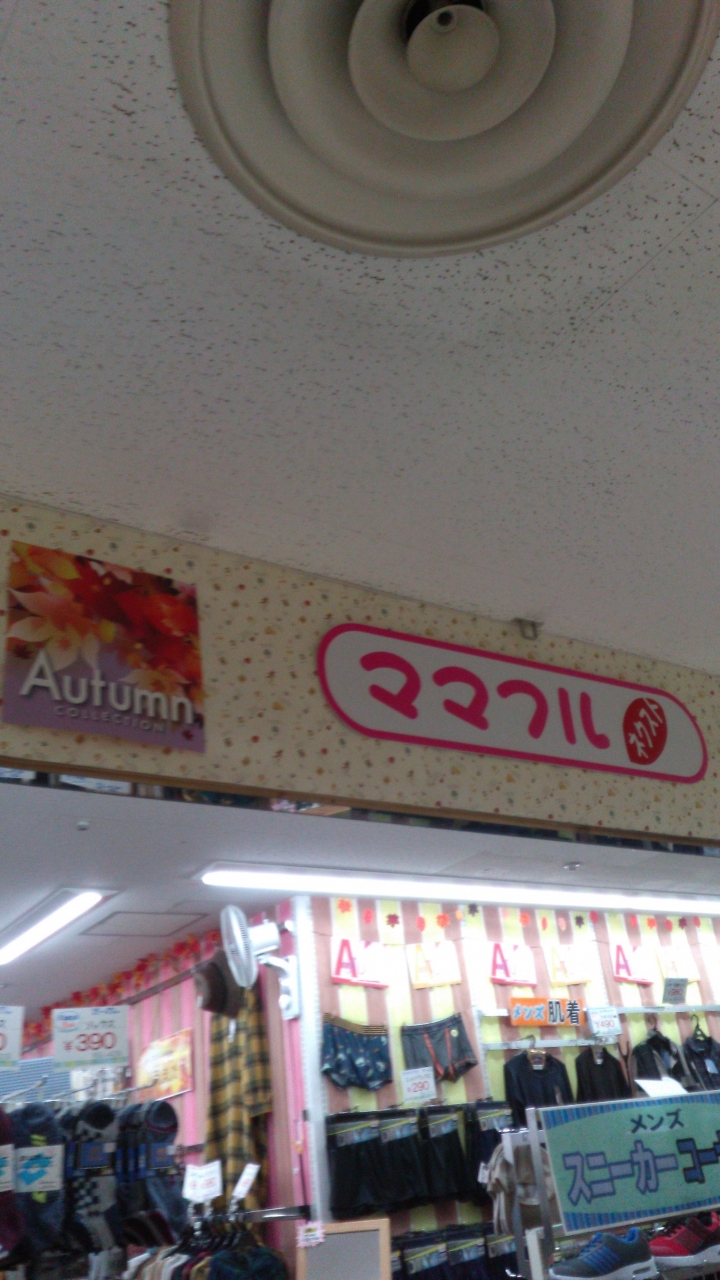 Autumn
COLLECTION
ママフル ネクスト
メンズ 肌着
¥490
¥390
¥290
メンズ
スニーカーコー